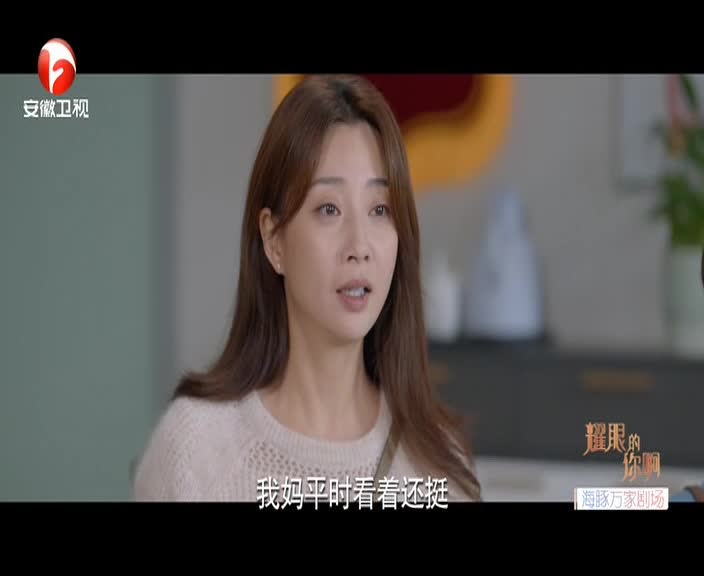 安徽卫视
耀眼的
你啊
海豚万家剧场
我妈平时看着还挺